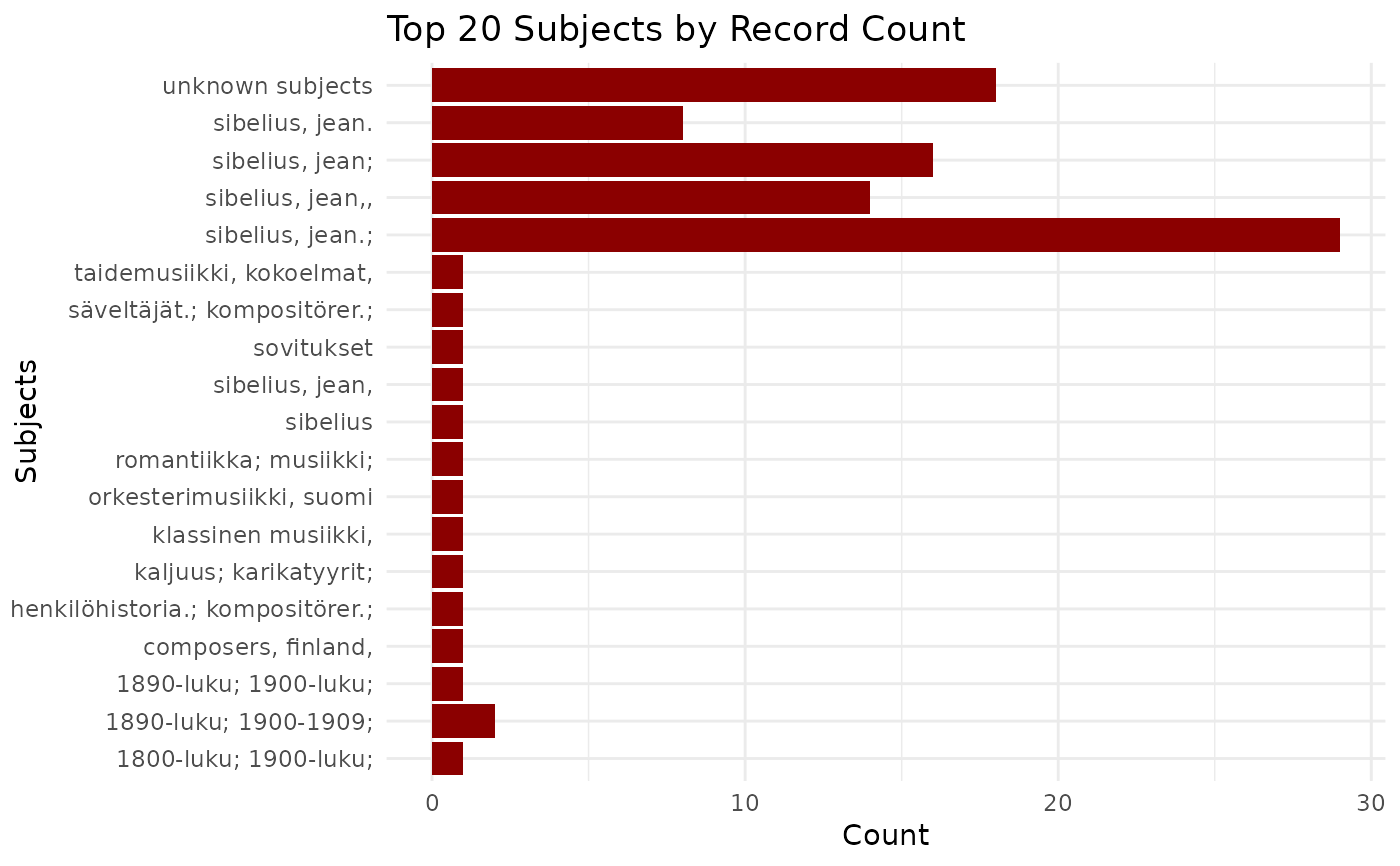 Top 20 Subjects by Record Count
unknown subjects
sibelius, jean.
sibelius, jean;
sibelius, jean,,
sibelius, jean.;
taidemusiikki, kokoelmat,
säveltäjät.; kompositörer.;
sovitukset
sibelius, jean,
sibelius
romantiikka; musiikki;
orkesterimusiikki, suomi
klassinen musiikki,
kaljuus; karikatyyrit;
henkilöhistoria.; kompositörer.;
composers, finland,
1890-luku; 1900-luku;
1890-luku; 1900-1909;
1800-luku; 1900-luku;
Subjects
0 10 20 30
Count